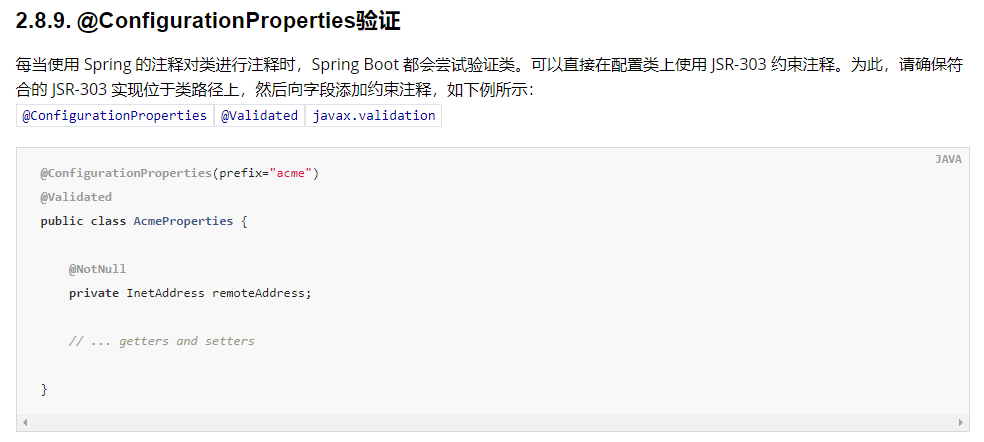 2.8.9. @ConfigurationProperties验证
每当使用 Spring 的注释对类进行注释时，Spring Boot 都会尝试验证类。可以直接在配置类上使用 JSR-303 约束注释。为此，请确保符
合的 JSR-303 实现位于类路径上，然后向字段添加约束注释，如下例所示：
@ConfigurationProperties @Validated javax.validation
JAVA
@ConfigurationProperties(prefix="acme")
@Validated
public class AcmeProperties {
@NotNull
private InetAddress remoteAddress;
// ... getters and setters
}